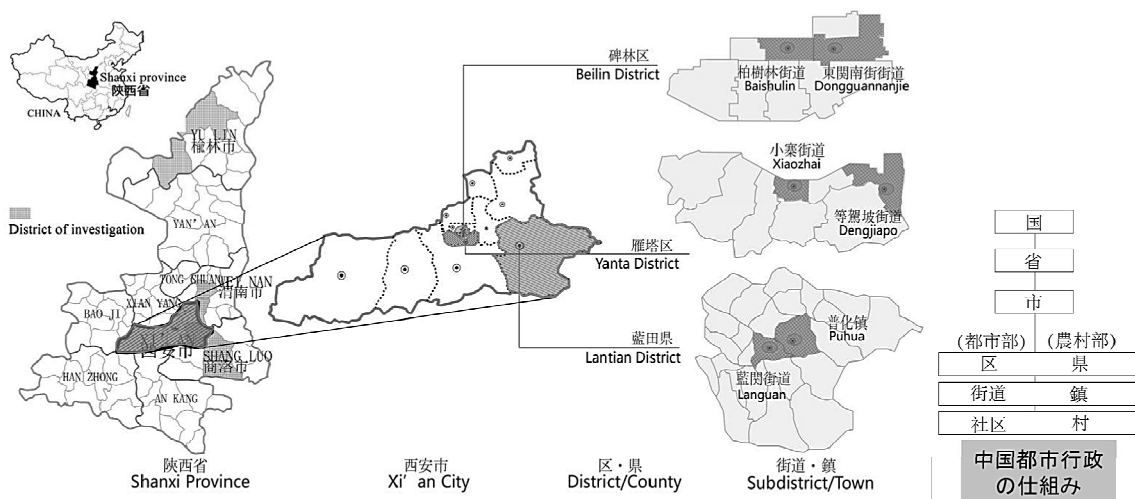 Shanxi province
陝西省
CHINA
YU LIN
楡林市
District of investigation
YAN' AN
TONG CHUAN
WEI NAN
渭南市
XIAN YANG
BAO JI
西安市
SHANG LUO
商洛市
HAN ZHONG
AN KANG
陝西省
Shanxi Province
西安市
Xi' an City
碑林区
Beilin District
雁塔区
Yanta District
藍田県
Lantian District
区・県
District/County
柏樹林街道
Baishulin
東関南街街道
Dongguannanjie
小寨街道
Xiaozhai
等駕坡街道
Dengjiapo
普化镇
Puhua
藍関街道
Languan
街道・鎮
Subdistrict/Town
国
省
市
(都市部) (農村部)
区 県
街道 鎮
社区 村
中国都市行政
の仕組み